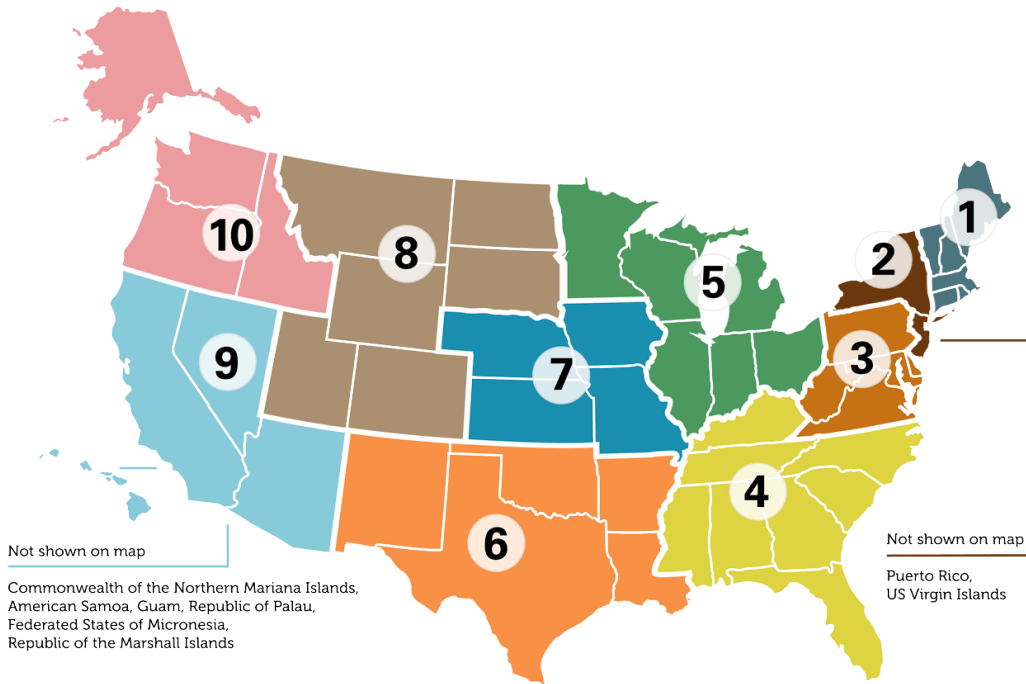 1
2
10
8
5
3
9
7
4
6
Not shown on map
Commonwealth of the Northern Mariana Islands,
American Samoa, Guam, Republic of Palau,
Federated States of Micronesia,
Republic of the Marshall Islands
Not shown on map
Puerto Rico,
US Virgin Islands